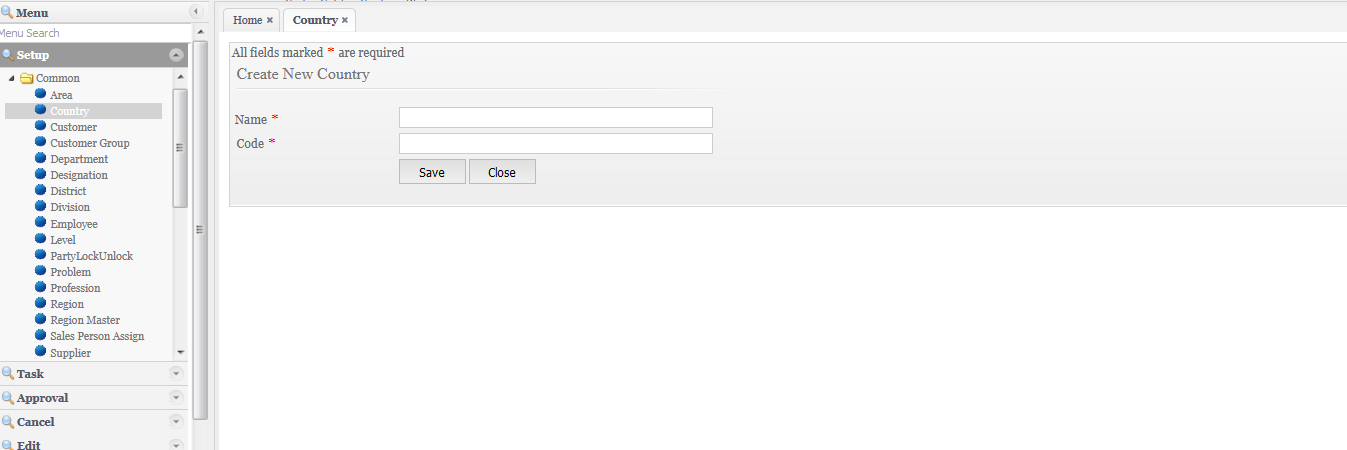 Menu
Menu Search
Setup
Common
Area
Country
Customer
Customer Group
Department
Designation
District
Division
Employee
Level
PartyLockUnlock
Problem
Profession
Region
Region Master
Sales Person Assign
Supplier
Task
Approval
Cancel
Edit
Home
Country
All fields marked * are required
Create New Country
Name *
Code *
Save Close